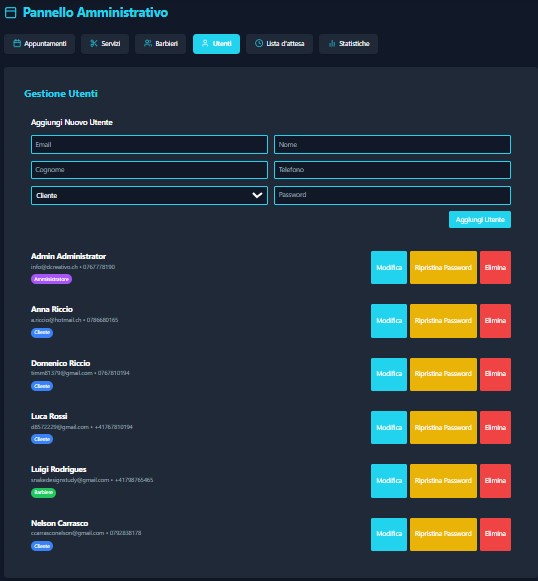 Pannello Amministrativo
Appuntamenti Servizi Barbieri Utenti Lista d'attesa Statistiche
Gestione Utenti
Aggiungi Nuovo Utente
Email Nome
Cognome Telefono
Cliente Password
Aggiungi Utente
Admin Administrator
info@dcreativo.ch • 0767778190
Amministratore
Modifica Ripristina Password Elimina
Anna Riccio
a.riccio@hotmail.ch • 0786680165
Cliente
Modifica Ripristina Password Elimina
Domenico Riccio
timm81379@gmail.com • 0767810194
Cliente
Modifica Ripristina Password Elimina
Luca Rossi
d8572229@gmail.com • +41767810194
Cliente
Modifica Ripristina Password Elimina
Luigi Rodrigues
snakedesignstudy@gmail.com • +41798765465
Barbiere
Modifica Ripristina Password Elimina
Nelson Carrasco
ccarrasconelson@gmail.com • 0792838178
Cliente
Modifica Ripristina Password Elimina